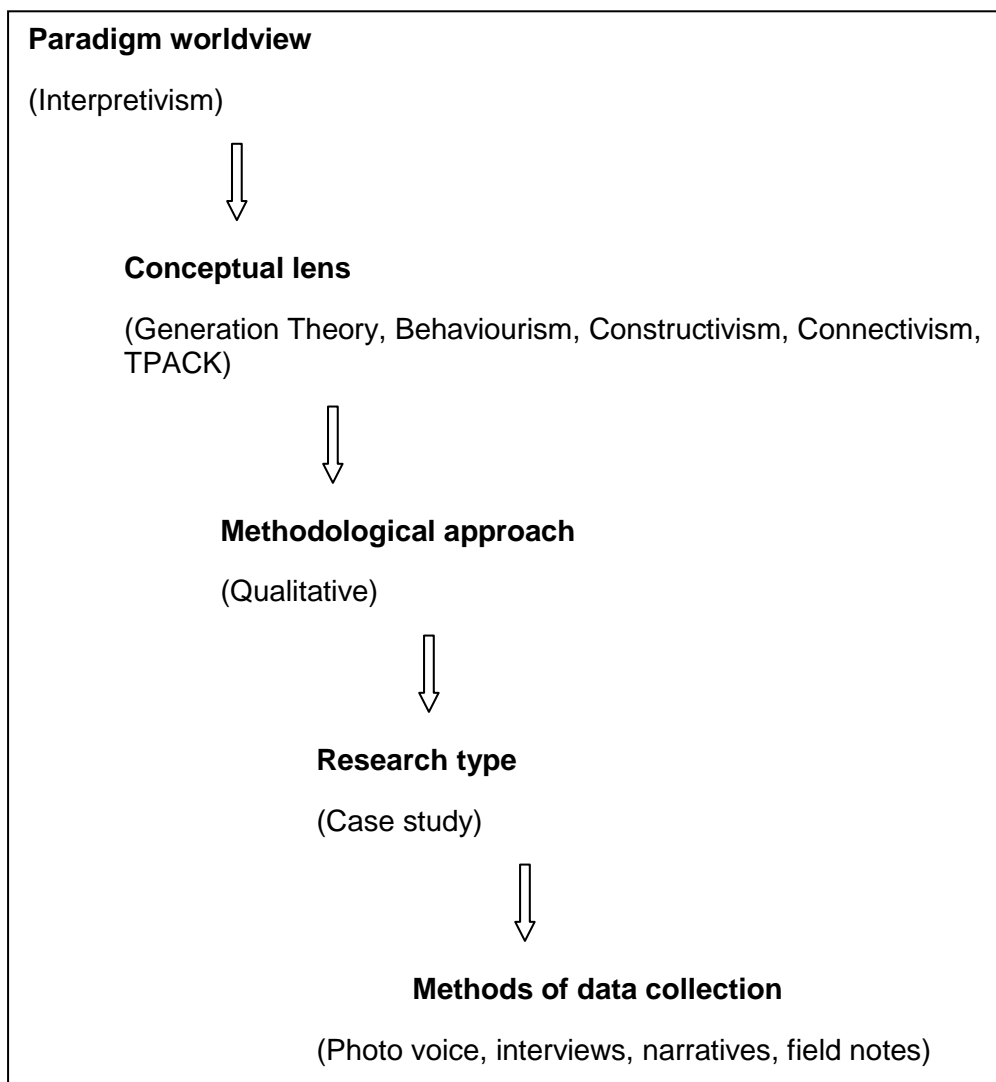 Paradigm worldview
(Interpretivism)
Conceptual lens
(Generation Theory, Behaviourism, Constructivism, Connectivism,
TPACK)
Methodological approach
(Qualitative)
Research type
(Case study)
Methods of data collection
(Photo voice, interviews, narratives, field notes)